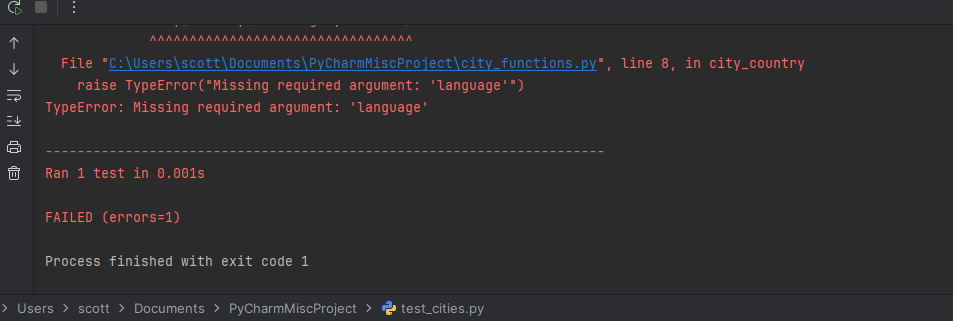 ^^^^^^^^^^^^^^^^^^^^^^^^^^^^^^^^^
File "C:\Users\scott\Documents\PyCharmMiscProject\city_functions.py", line 8, in city_country
raise TypeError("Missing required argument: 'language'")
TypeError: Missing required argument: 'language'
----------------------------------------------------------------------
Ran 1 test in 0.001s
FAILED (errors=1)
Process finished with exit code 1
> Users > scott > Documents > PyCharmMiscProject > test_cities.py